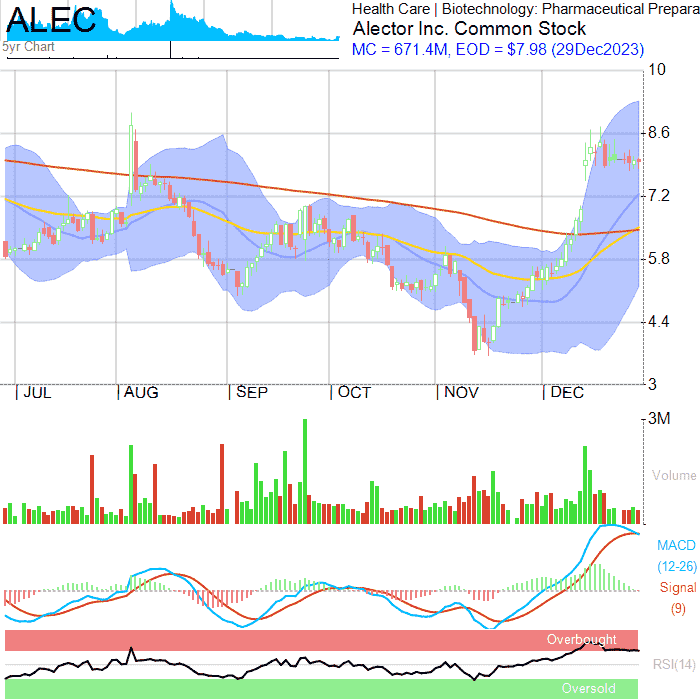 ALEC
5yr Chart
Health Care | Biotechnology: Pharmaceutical Prepara
Alector Inc. Common Stock
MC = 671.4M, EOD = $7.98 (29Dec2023)
10
8.6
7.2
5.8
4.4
3
JUL AUG SEP OCT NOV DEC
3M
Volume
MACD
(12-26)
Signal
(9)
Overbought
RSI(14)
Oversold